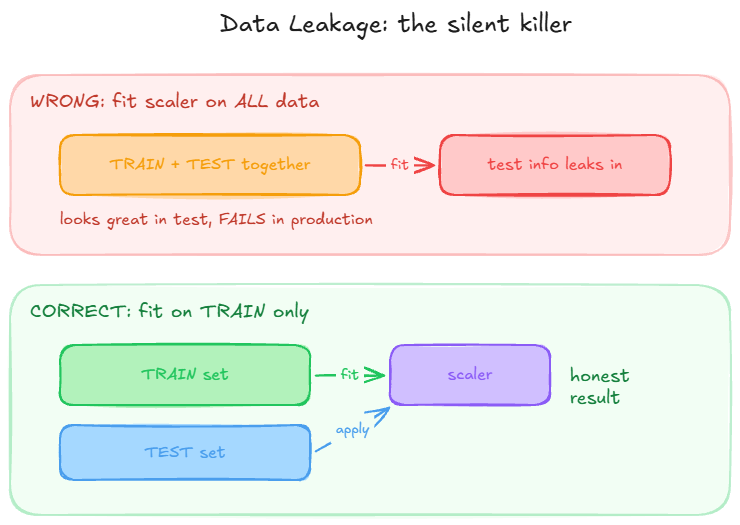 Data Leakage: the silent killer
WRONG: fit scaler on ALL data
TRAIN + TEST together
fit
test info leaks in
looks great in test, FAILS in production
CORRECT: fit on TRAIN only
TRAIN set
fit
scaler
honest
result
apply
TEST set